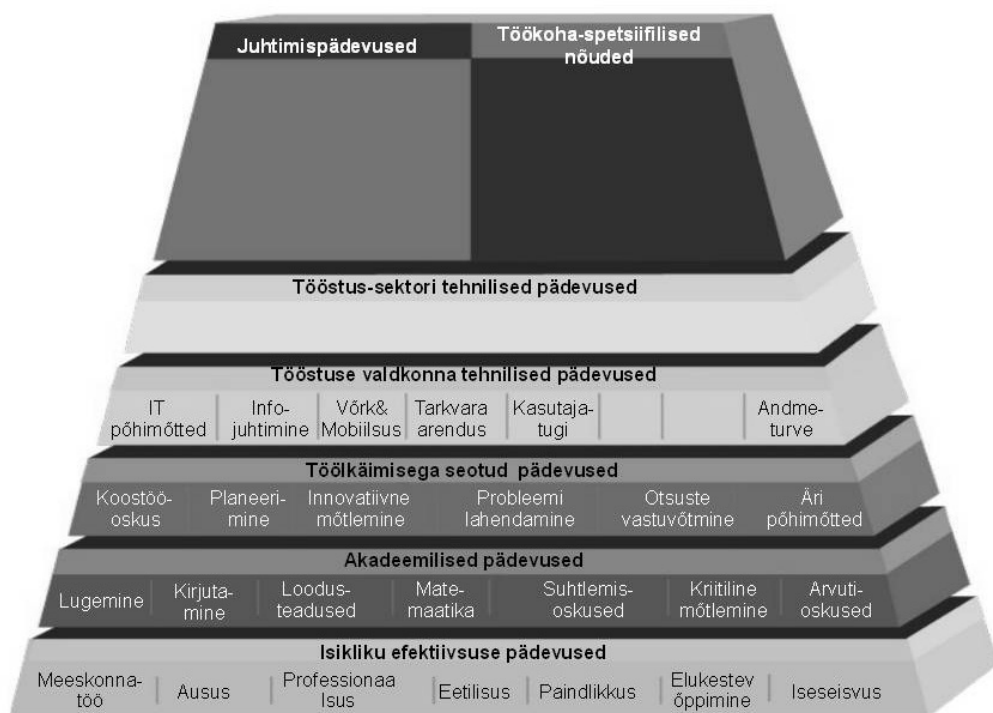 Juhtimispädevused
Töökoha-spetsiifilised
nõuded
Tööstus-sektori tehnilised pädevused
Tööstuse valdkonna tehnilised pädevused
IT
põhimõtted
Info-
juhtimine
Võrk&
Mobiilsus
Tarkvara
arendus
Kasutaja-
tugi
Andme-
turve
Töölkäimisega seotud pädevused
Koostöö-
oskus
Planeeri-
mine
Innovatiivne
mõtlemine
Probleemi
lahendamine
Otsuste
vastuvõtmine
Äri
põhimõtted
Akadeemilised pädevused
Lugemine
Kirjuta-
mine
Loodus-
teadused
Mate-
maatika
Suhtlemis-
oskused
Kriitiline
mõtlemine
Arvuti-
oskused
Isikliku efektiivsuse pädevused
Meeskonna-
töö
Ausus
Professionaa
lsus
Eetilisus
Paindlikkus
Elukestev
õppimine
Iseseisvus